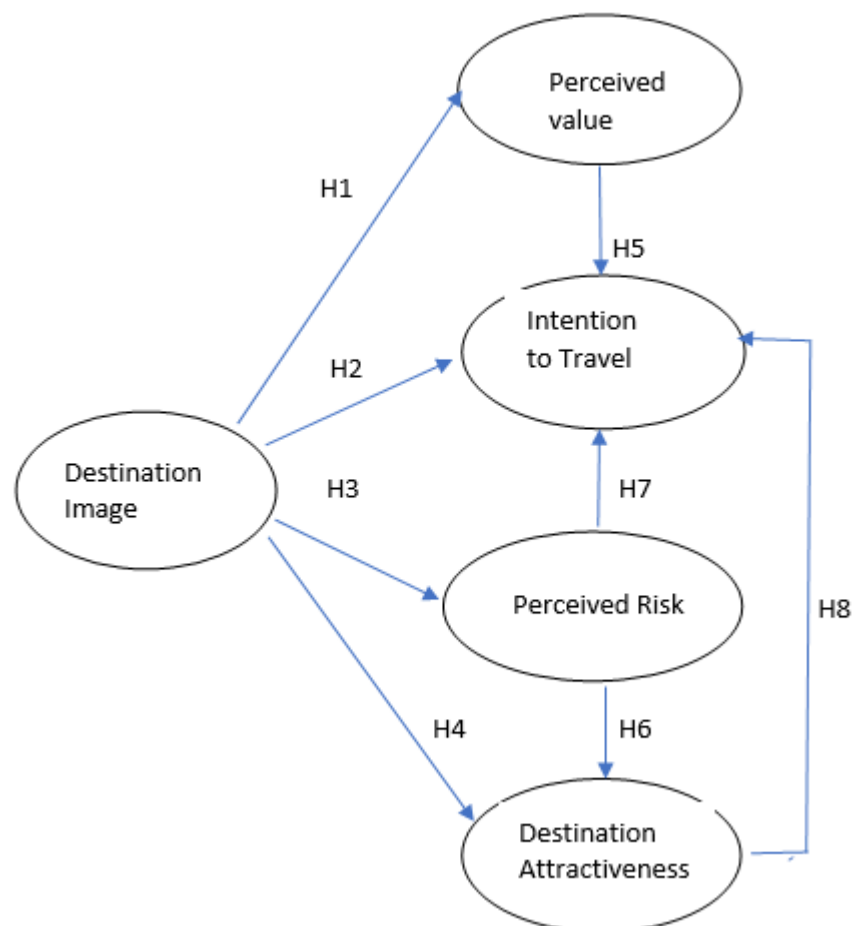 Perceived
value
H1
H5
Intention
to Travel
H2
Destination
Image
H3
H7
Perceived Risk
H8
H4
H6
Destination
Attractiveness